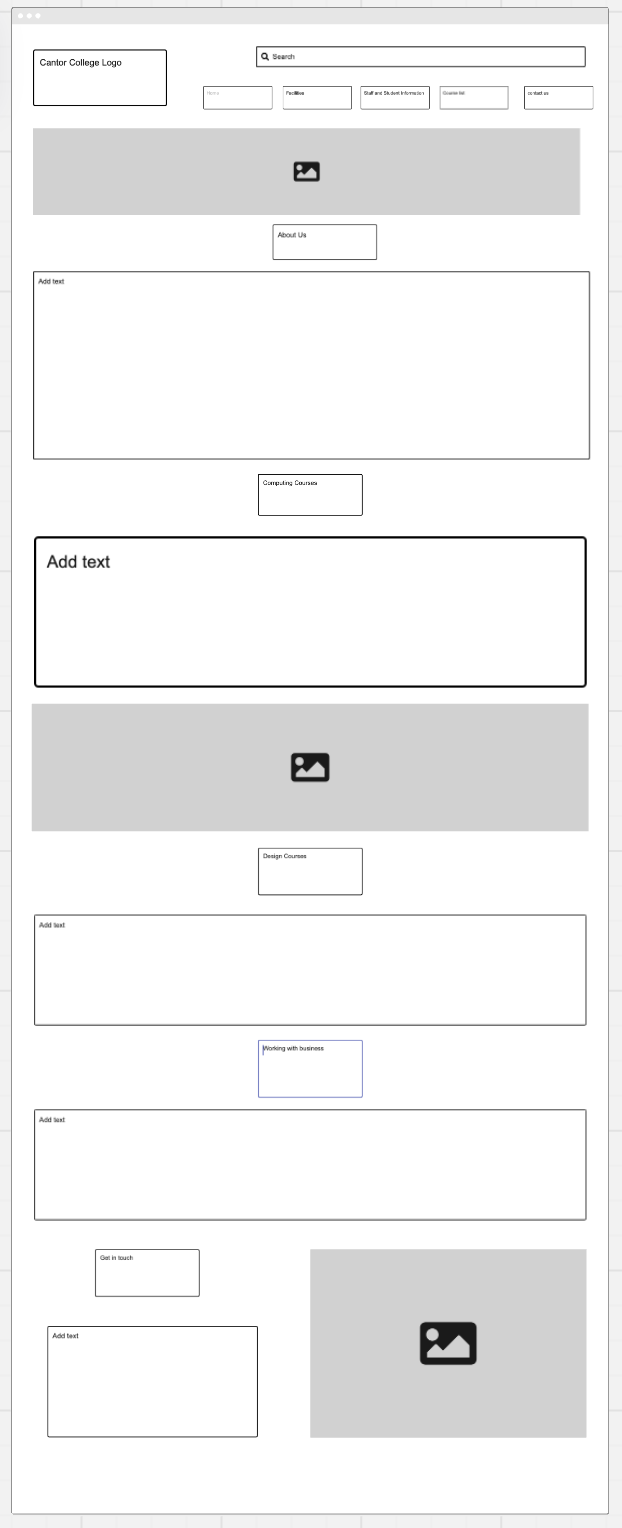 Cantor College Logo
Search
Home
Facilities
Staff and Student Information
Course list
contact us
About Us
Add text
Computing Courses
Add text
Design Courses
Add text
Working with business
Add text
Get in touch
Add text